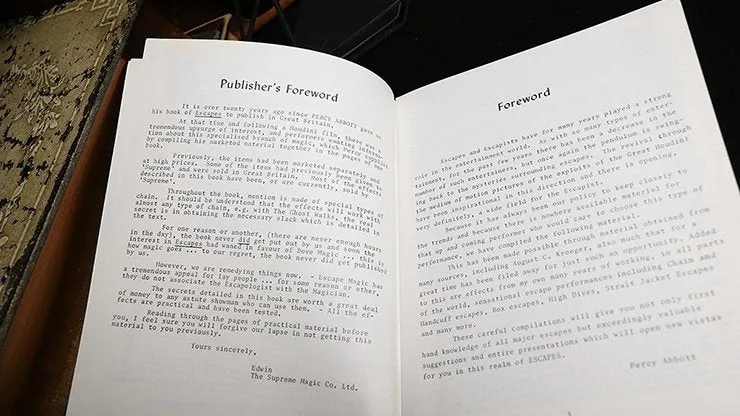 Publisher's Foreword
It is over twenty years ago since PERCY ABBOTT gave us
his book of Escapes to publish in Great Britain.
At that time and following a Houdini film, there was a
tremendous upsurge of interest, and performers wanting informa-
tion about this specialised branch of magic, which Percy supplied
by compiling his marketed material together in the pages of this
book.
Previously, the items had been marketed separately and
at high prices. Some of the items had previously been given to
'Supreme' and were sold in Great Britain. Most of the effects
described in this book have been, or are currently, sold by
'Supreme'.
Throughout the book, mention is made of special types of
chain. It should be understood that the effects will work with
almost any type of chain, e.g. with The Ghost Walks, the real
secret is in obtaining the necessary slack which is detailed in
the text.
For one reason or another, (there are never enough hours
in the day), the book never did get put out by us and soon the
interest in Escapes had waned in favour of Dove Magic ... this is
how magic goes ... to our regret, the book never did get published
by us.
However, we are remedying things now. - Escape Magic has
a tremendous appeal for lay people ... for some reason or other,
they do not associate the Escapologist with the Magician.
The secrets detailed in this book are worth a great deal
of money to any astute showman who can use them. - All the ef-
fects are practical and have been tested.
Reading through the pages of practical material before
you, I feel sure you will forgive our lapse in not getting this
material to you previously.
Yours sincerely,
Edwin
The Supreme Magic Co. Ltd.
Foreword
Escapes and Escapists have for many years played a strong
role in the entertainment world. As with so many types of enter-
tainment, for the past few years there has been a decrease in the
number of such entertainers, but once again the pendulum is swing-
ing back to the mystery surrounding escapes. The revival through
the medium of motion pictures of the exploits of the Great Houdini
have been inspirational in this direction and there is opening,
very definitely, a wide field for the Escapist.
Because it has always been our policy to keep closely to
the trends and because there is nowhere available material for
that up and coming performer who would care to choose this type of
performance, we have compiled the following material.
This has been made possible through material obtained from
many sources, including August C. Kroeger, also such that for a
great time has been filed away for just such an opportunity. Added
to this are effects from my own many years of working, in all parts
of the world, sensational escape performances including Chain and
Handcuff escapes, Box escapes, High Dives, Strait Jacket Escapes
and many more.
These careful compilations will give you not only first
hand knowledge of all major escapes but exceedingly valuable
suggestions and entire presentations which will open new vistas
for you in this realm of ESCAPES.
Percy Abbott